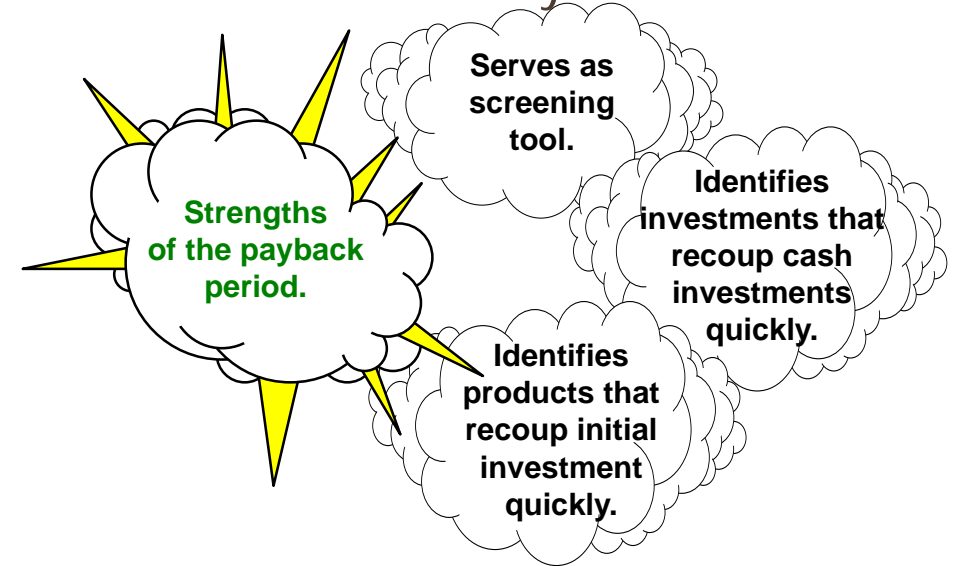 Serves as
screening
tool.
Strengths
of the payback
period.
Identifies
investments that
recoup cash
investments
quickly.
Identifies
products that
recoup initial
investment
quickly.